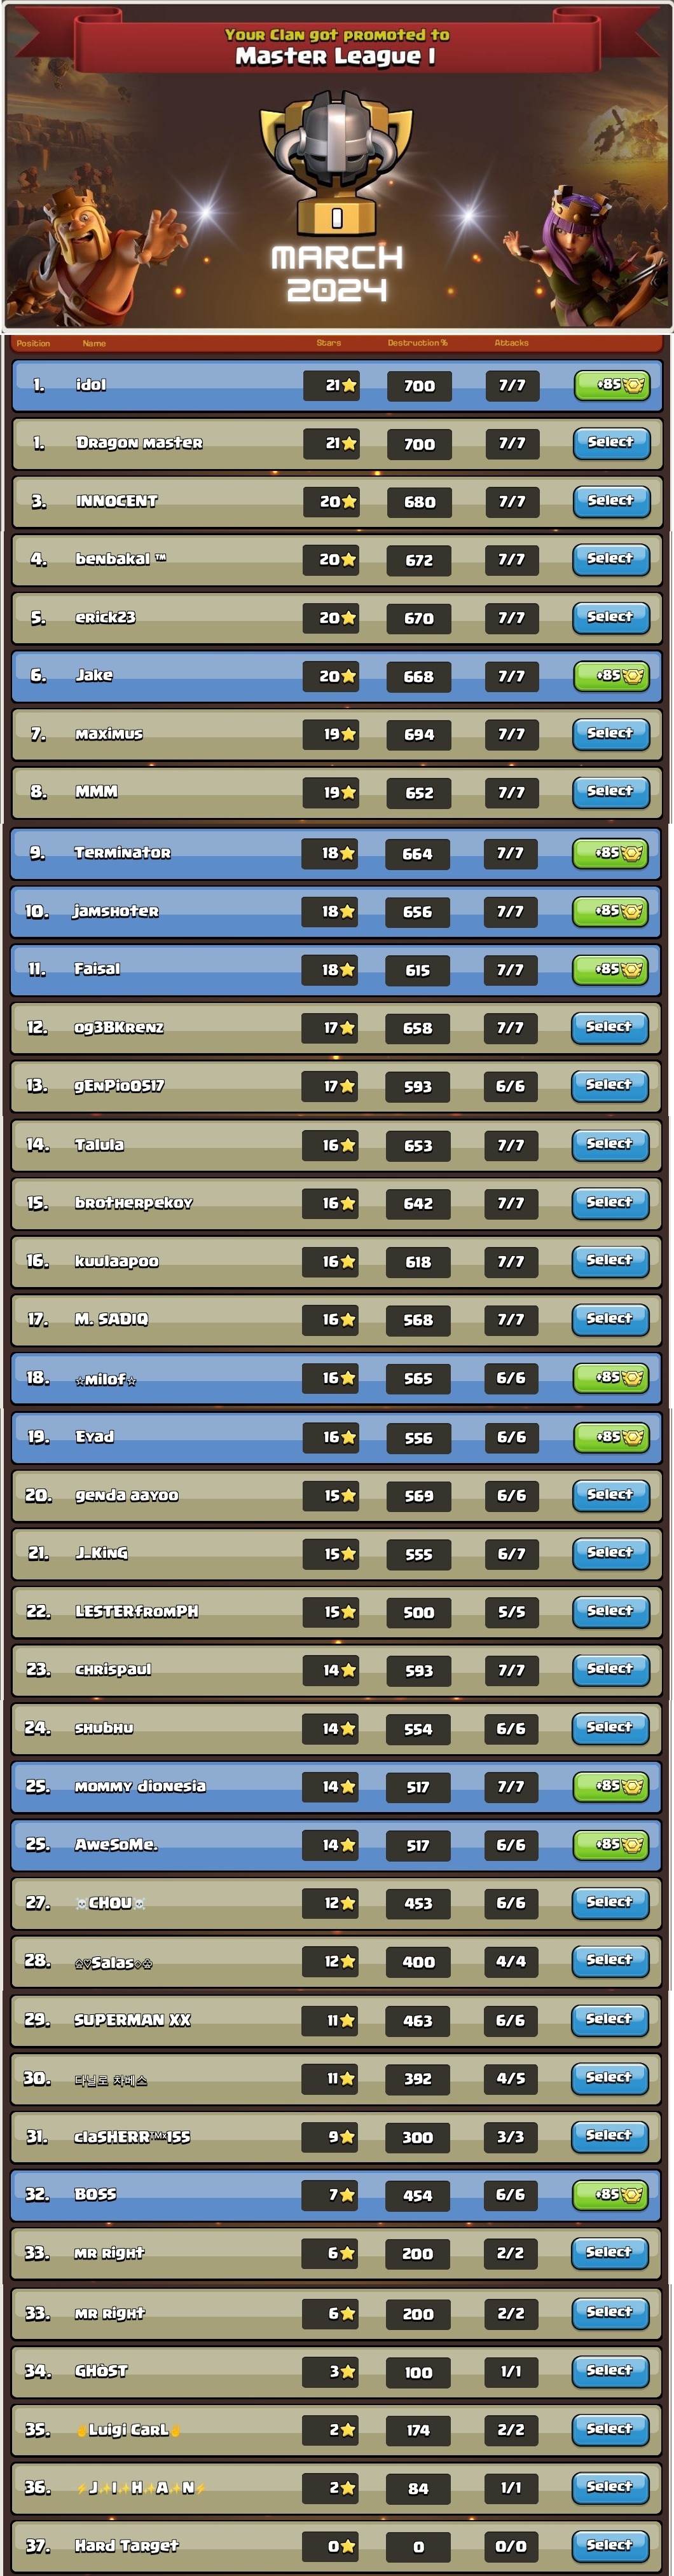 Your Clan got promoted to
Master League I
I
MARCH
2024
Position Name Stars Destruction % Attacks
1. idol 21 700 7/7 +85
1. Dragon master 21 700 7/7 Select
3. INNOCENT 20 680 7/7 Select
4. benbakal ™ 20 672 7/7 Select
5. erick23 20 670 7/7 Select
6. Jake 20 668 7/7 +85
7. maximus 19 694 7/7 Select
8. MMM 19 652 7/7 Select
9. Terminator 18 664 7/7 +85
10. jamshoter 18 656 7/7 +85
11. Faisal 18 615 7/7 +85
12. og3BKrenz 17 658 7/7 Select
13. gEnPio0517 17 593 6/6 Select
14. Talula 16 653 7/7 Select
15. brotherpekoy 16 642 7/7 Select
16. kuulaapoo 16 618 7/7 Select
17. M. SADIQ 16 568 7/7 Select
18. ☆milof☆ 16 565 6/6 +85
19. Eyad 16 556 6/6 +85
20. genda aayoo 15 569 6/6 Select
21. J_KinG 15 555 6/7 Select
22. LESTERfromPH 15 500 5/5 Select
23. chrispaul 14 593 7/7 Select
24. shubhu 14 554 6/6 Select
25. mommy dionesia 14 517 7/7 +85
25. AweSoMe. 14 517 6/6 +85
27. ☠CHOU☠ 12 453 6/6 Select
28. ♤♡Salas◇♧ 12 400 4/4 Select
29. SUPERMAN XX 11 463 6/6 Select
30. 다닐로 차베스 11 392 4/5 Select
31. claSHERR™ˣ155 9 300 3/3 Select
32. BOSS 7 454 6/6 +85
33. mr right 6 200 2/2 Select
33. mr right 6 200 2/2 Select
34. GHÒST 3 100 1/1 Select
35. Luigi CarL 2 174 2/2 Select
36. ⚡J✨I✨H✨A✨N⚡ 2 84 1/1 Select
37. Hard Target 0 0 0/0 Select